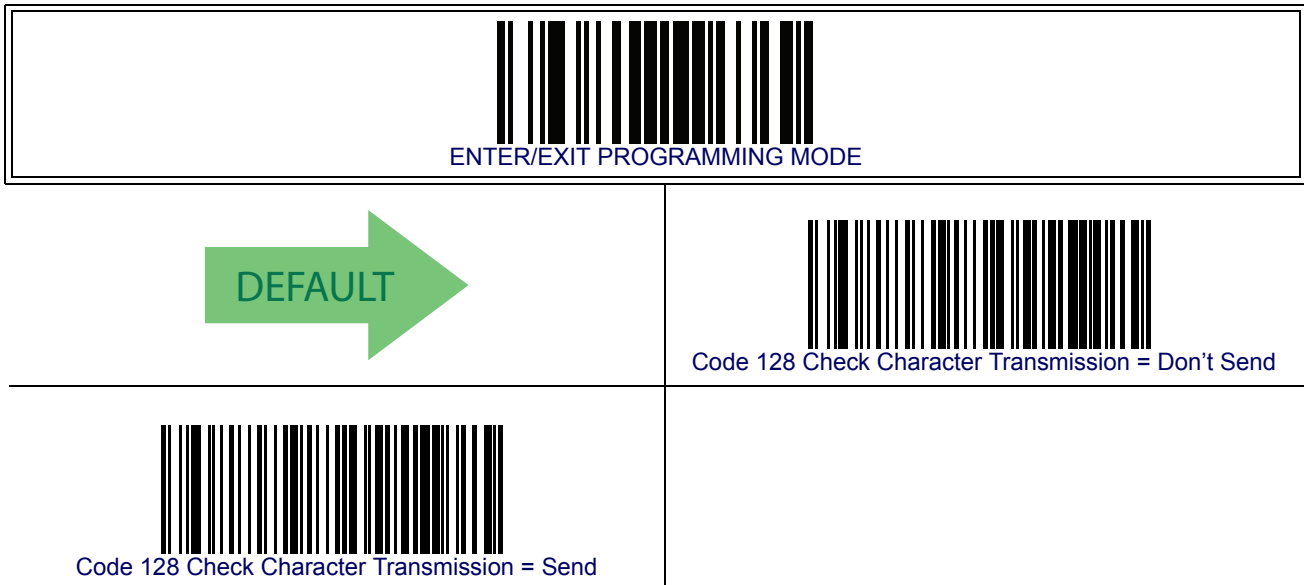 ENTER/EXIT PROGRAMMING MODE
DEFAULT
Code 128 Check Character Transmission = Don’t Send
Code 128 Check Character Transmission = Send